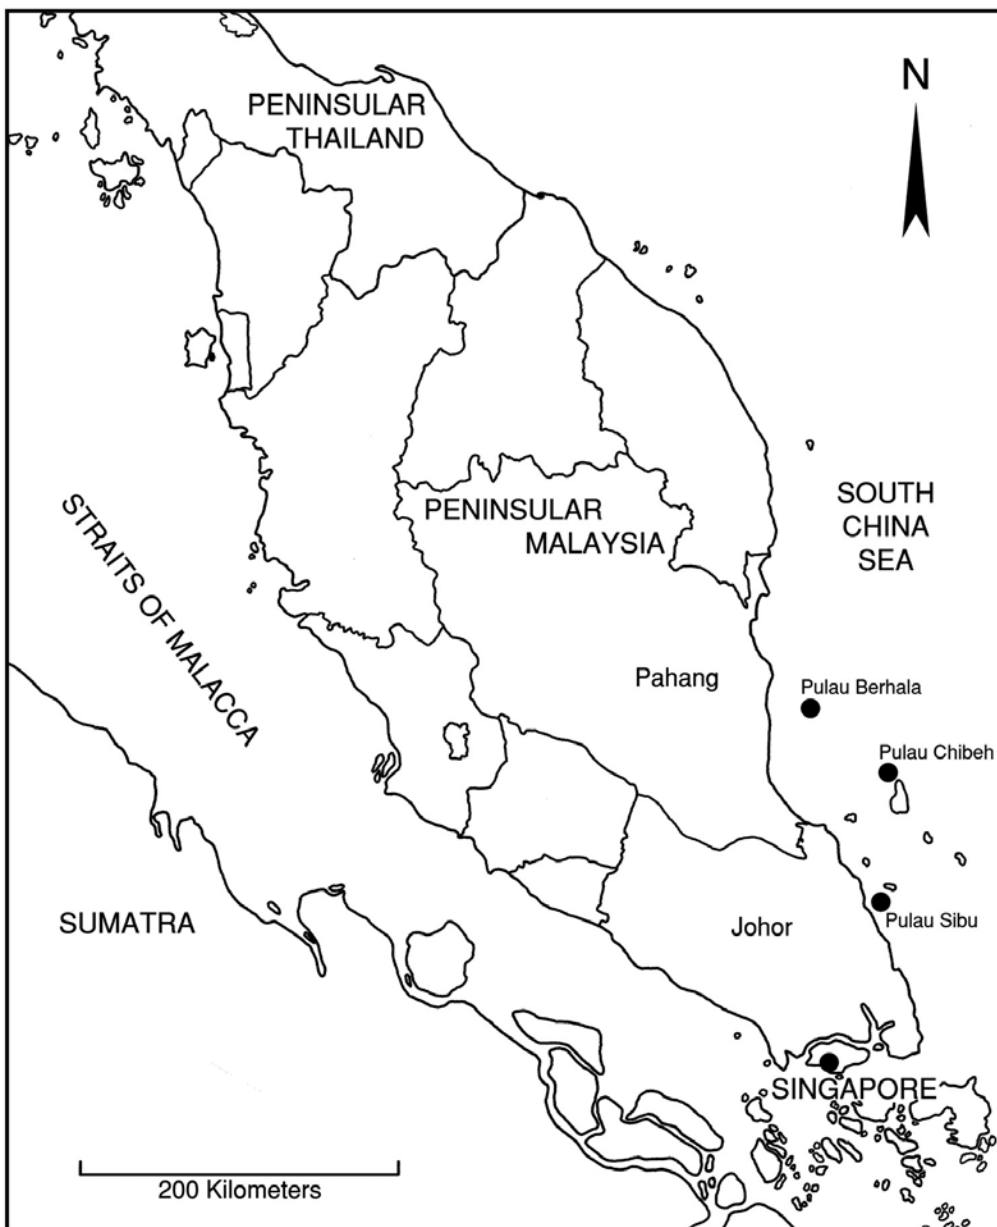 N
PENINSULAR
THAILAND
SOUTH
CHINA
SEA
PENINSULAR
MALAYSIA
STRAITS OF MALACCA
Pahang
Pulau Berhala
Pulau Chibeh
SUMATRA
Johor
Pulau Sibu
SINGAPORE
200 Kilometers